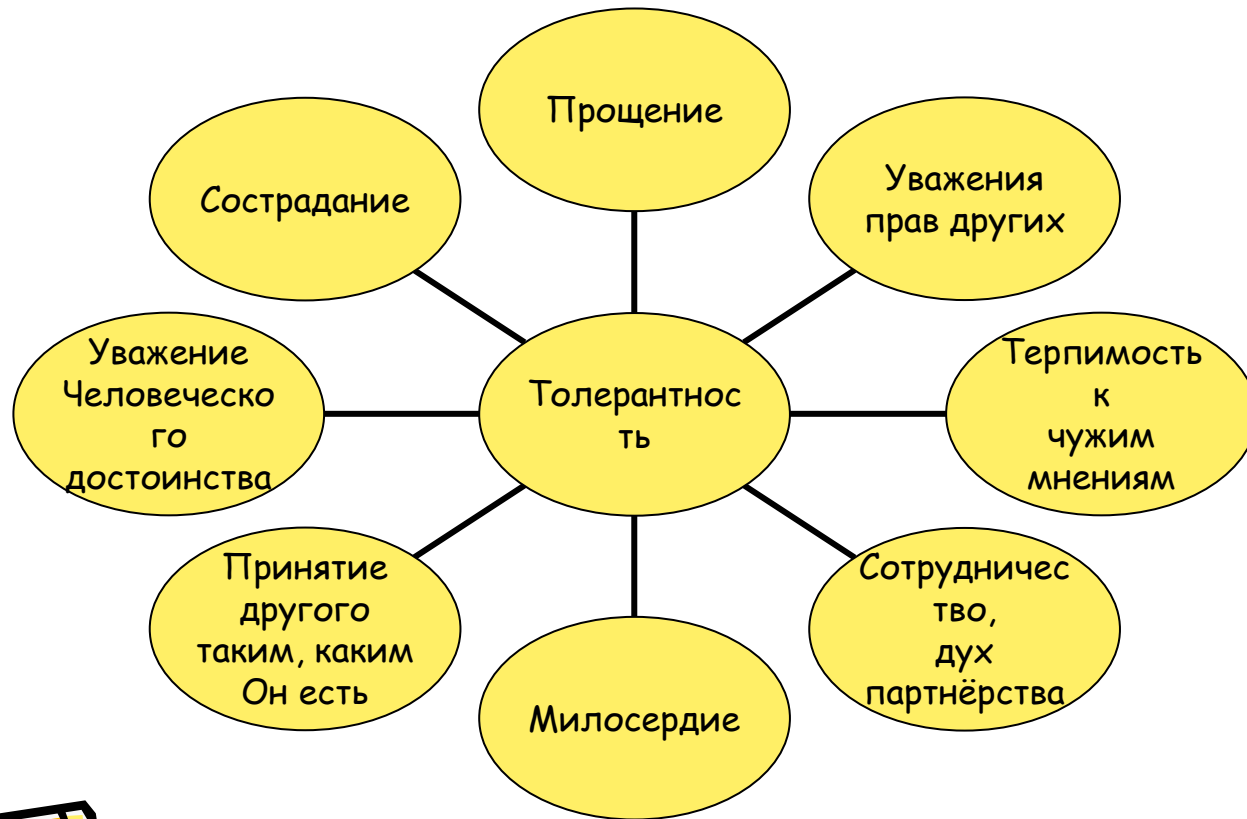 Прощение
Сострадание
Уважения
прав других
Уважение
Человеческо
го
достоинства
Толерантнос
ть
Терпимость
к
чужим
мнениям
Принятие
другого
таким, каким
Он есть
Милосердие
Сотрудничес
тво,
дух
партнёрства